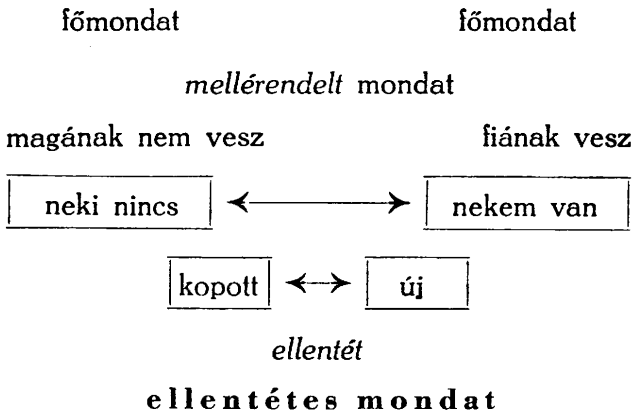 főmondat főmondat
mellérendelt mondat
magának nem vesz fiának vesz
neki nincs nekem van
kopott új
ellentét
ellentétes mondat